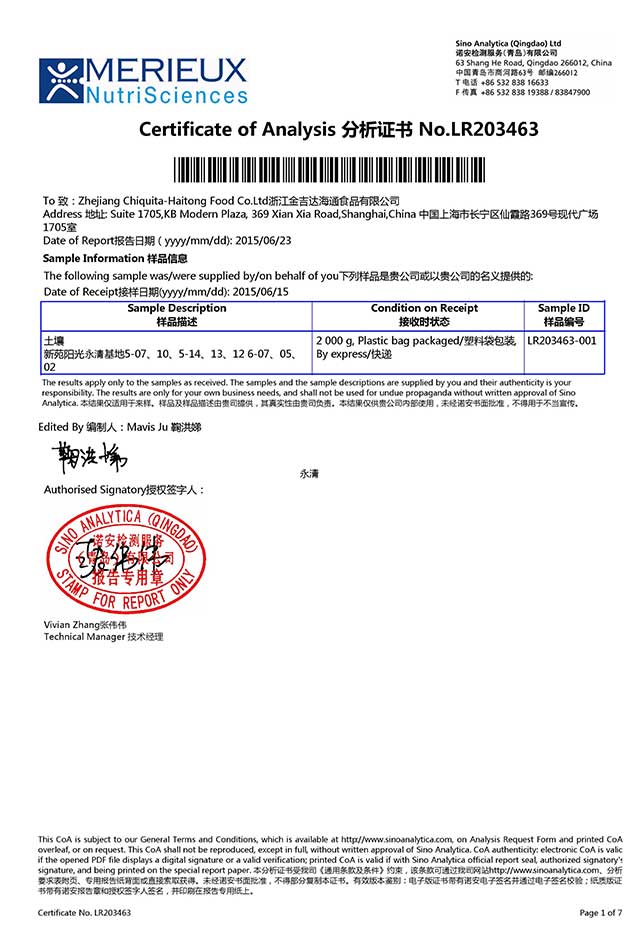 MERIEUX
NutriSciences
Sino Analytica (Qingdao) Ltd
诺安检测服务(青岛)有限公司
63 Shang He Road, Qingdao 266012, China
中国青岛市商河路63号 邮编266012
T 电话 +86 532 838 16633
F 传真 +86 532 838 19388 / 83847900
Certificate of Analysis 分析证书 No.LR203463
To 致：Zhejiang Chiquita-Haitong Food Co.Ltd浙江金吉达海通食品有限公司
Address 地址: Suite 1705,KB Modern Plaza, 369 Xian Xia Road,Shanghai,China 中国上海市长宁区仙霞路369号现代广场
1705室
Date of Report报告日期（yyyy/mm/dd): 2015/06/23
Sample Information 样品信息
The following sample was/were supplied by/on behalf of you下列样品是贵公司或以贵公司的名义提供的:
Date of Receipt接样日期(yyyy/mm/dd): 2015/06/15
Sample Description
样品描述
Condition on Receipt
接收时状态
Sample ID
样品编号
土壤
新苑阳光永清基地5-07、10、5-14、13、12 6-07、05、
02
2 000 g, Plastic bag packaged/塑料袋包装,
By express/快递
LR203463-001
The results apply only to the samples as received. The samples and the sample descriptions are supplied by you and their authenticity is your
responsibility. The results are only for your own business needs, and shall not be used for undue propaganda without written approval of Sino
Analytica. 本结果仅适用于来样。样品及样品描述由贵司提供，其真实性由贵司负责。本结果仅供贵公司内部使用，未经诺安书面批准，不得用于不当宣传。
Edited By 编制人：Mavis Ju 鞠洪娣
鞠洪娣
永清
Authorised Signatory授权签字人：
SINO ANALYTICA (QINGDAO)
诺安检测服务
(青岛)有限公司
报告专用章
STAMP FOR REPORT ONLY
张伟伟
Vivian Zhang张伟伟
Technical Manager 技术经理
This CoA is subject to our General Terms and Conditions, which is available at http://www.sinoanalytica.com, on Analysis Request Form and printed CoA
overleaf, or on request. This CoA shall not be reproduced, except in full, without written approval of Sino Analytica. CoA authenticity: electronic CoA is valid
if the opened PDF file displays a digital signature or a valid verification; printed CoA is valid if with Sino Analytica official report seal, authorized signatory's
signature, and being printed on the special report paper. 本分析证书受我司《通用条款及条件》约束，该条款可通过我司网站http://www.sinoanalytica.com、分析
要求表附页、专用报告纸背面或直接索取获得。未经诺安书面批准，不得部分复制本证书。有效版本鉴别：电子版证书带有诺安电子签名并通过电子签名校验；纸质版证
书带有诺安报告章和授权签字人签名，并印刷在报告专用纸上。
Certificate No. LR203463
Page 1 of 7